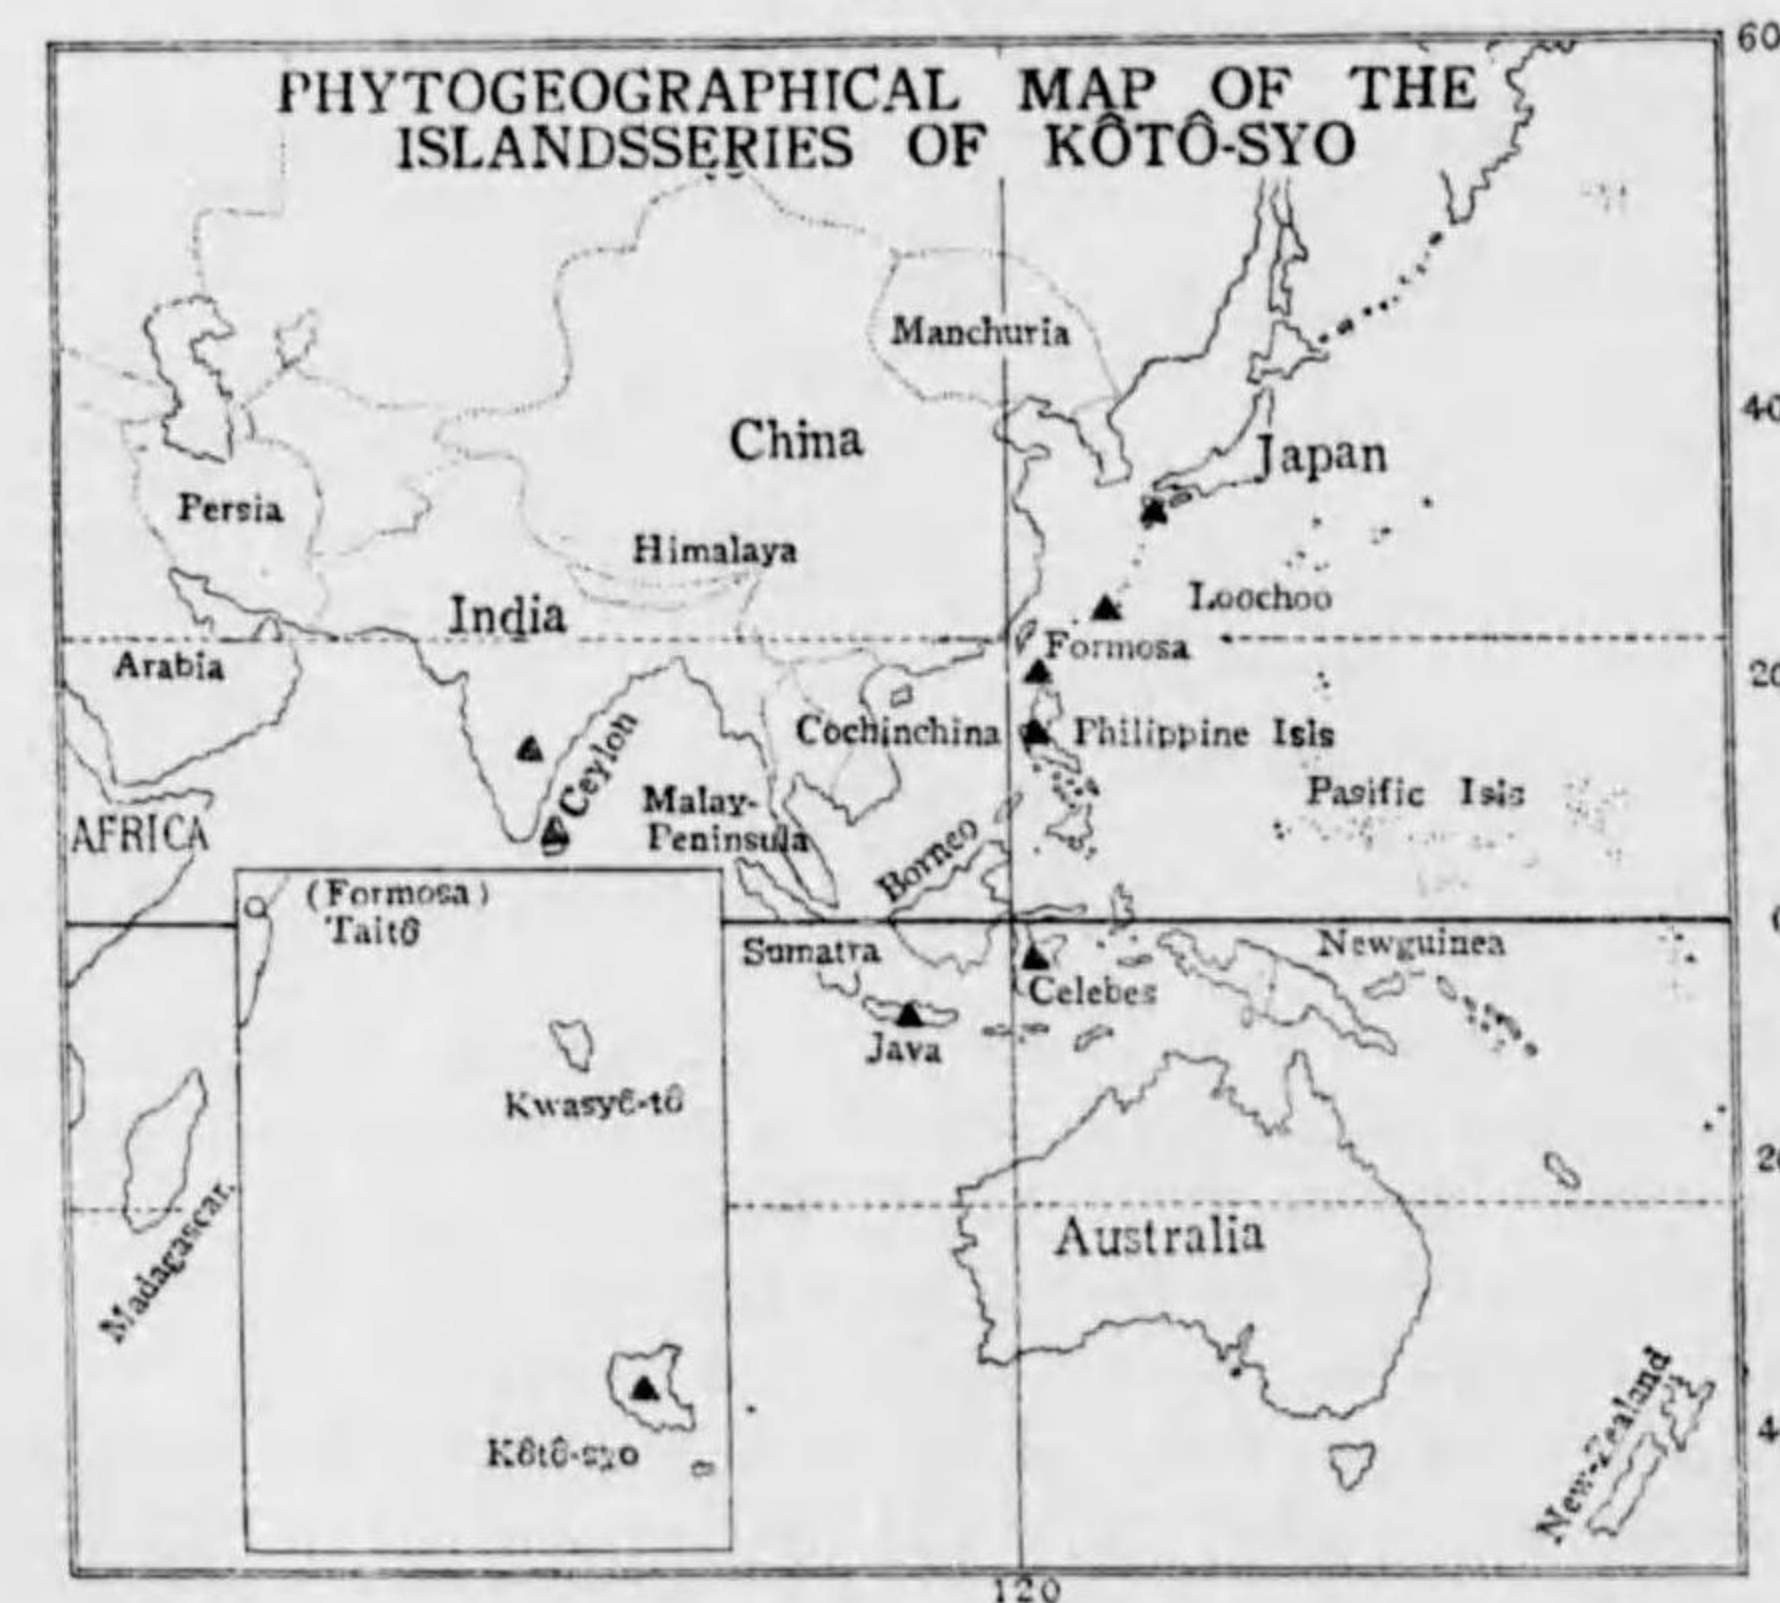 60
PHYTOGEOGRAPHICAL MAP OF THE
ISLANDSSERIES OF KÔTÔ-SYO
Manchuria
China
40
Japan
Persia
Himalaya
India
Loochoo
Formosa
Arabia
20
Ceylon
Cochinchina
Philippine Isls
Malay-
Peninsula
Pasific Isls
AFRICA
Borneo
(Formosa)
Taitô
0
Sumatra
Newguinea
Celebes
Java
Kwasyô-tô
20
Madagascar.
Australia
Kôtô-syo
New-Zealand
4
120